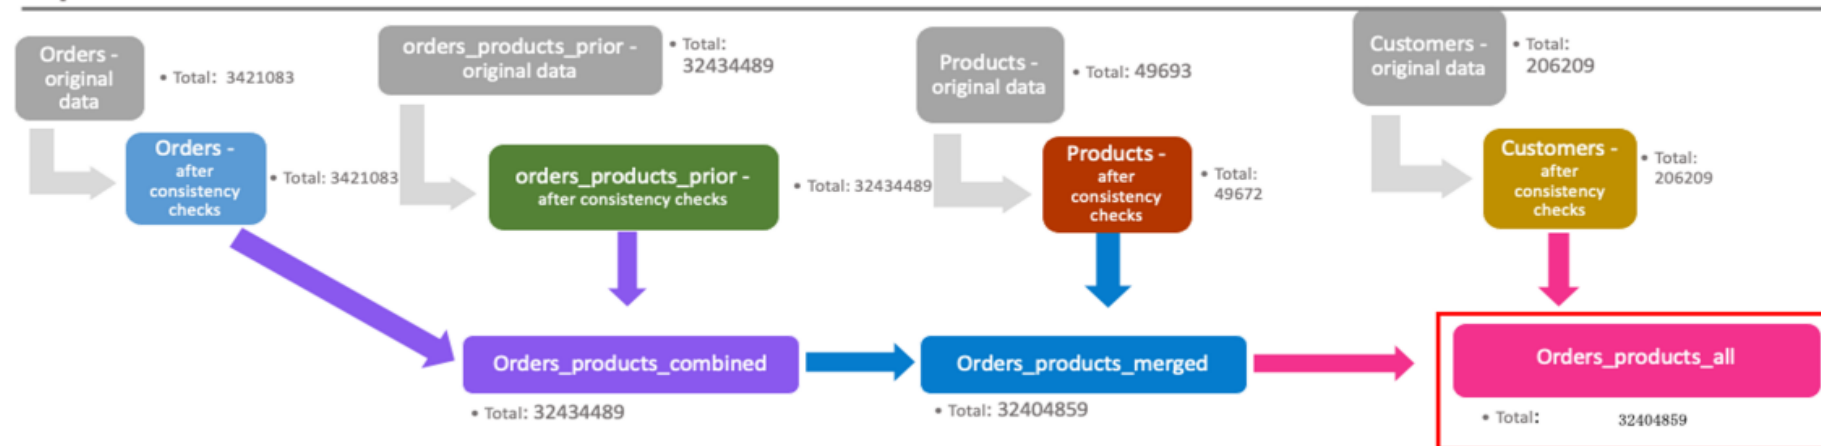 Orders -
original
data
• Total: 3421083
orders_products_prior -
original data
• Total:
32434489
Products -
original data
• Total: 49693
Customers -
original data
• Total:
206209
Orders -
after
consistency
checks
• Total: 3421083
orders_products_prior -
after consistency checks
• Total: 32434489
Products -
after
consistency
checks
• Total:
49672
Customers -
after
consistency
checks
• Total:
206209
Orders_products_combined
• Total: 32434489
Orders_products_merged
• Total: 32404859
Orders_products_all
• Total: 32404859